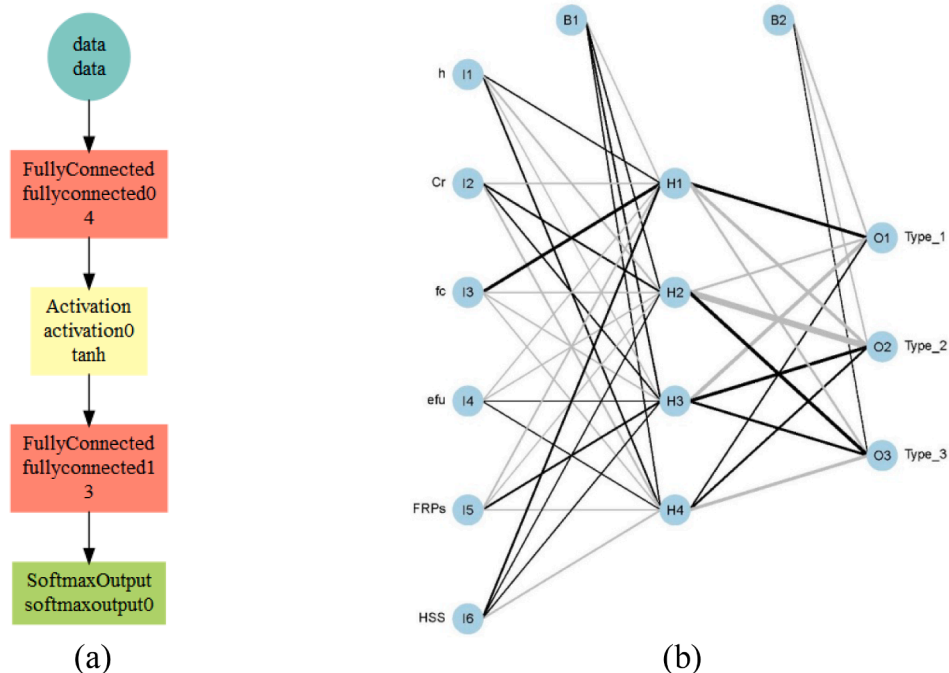 data
data
FullyConnected
fullyconnected0
4
Activation
activation0
tanh
FullyConnected
fullyconnected1
3
SoftmaxOutput
softmaxoutput0
(a)
B1
B2
h
I1
Cr
I2
H1
fc
I3
H2
O1
Type_1
efu
I4
H3
O2
Type_2
FRPs
I5
H4
O3
Type_3
HSS
I6
(b)